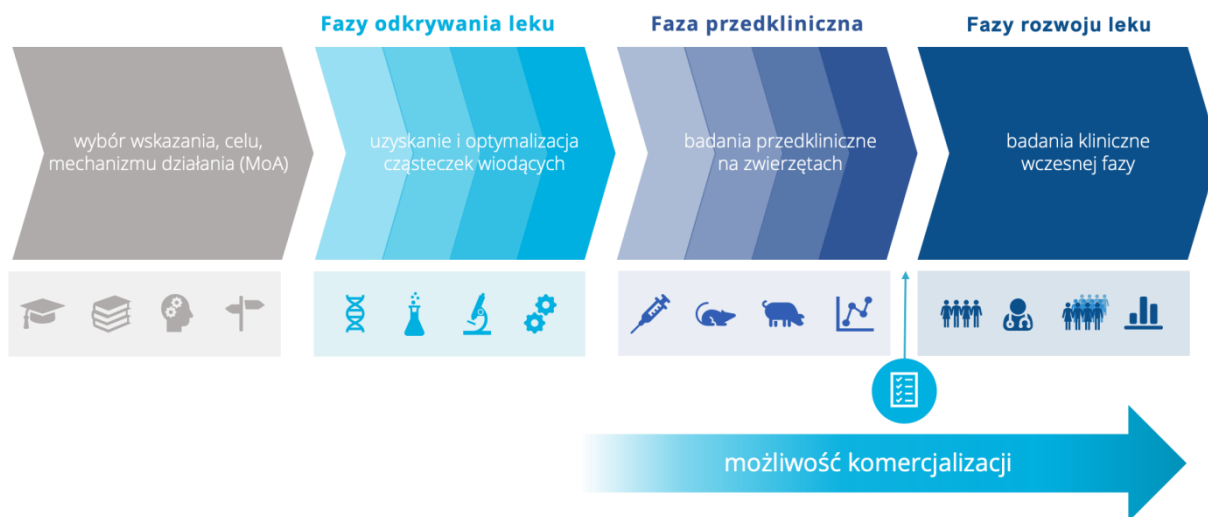 Fazy odkrywania leku
Faza przedkliniczna
Fazy rozwoju leku
wybór wskazania, celu,
mechanizmu działania (MoA)
uzyskanie i optymalizacja
cząsteczek wiodących
badania przedkliniczne
na zwierzętach
badania kliniczne
wczesnej fazy
możliwość komercjalizacji